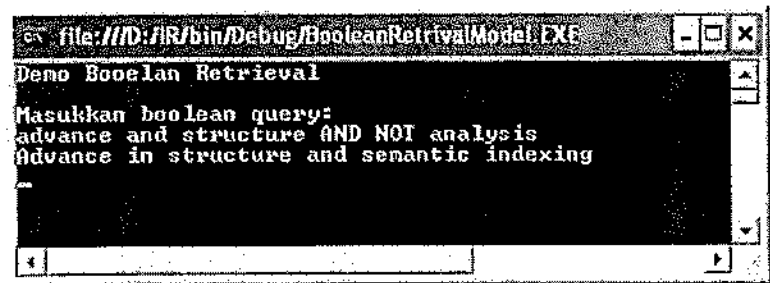 file:///D:/IR/bin/Debug/BooleanRetrivalModel.EXE
Demo Booelan Retrieval
Masukkan boolean query:
advance and structure AND NOT analysis
Advance in structure and semantic indexing